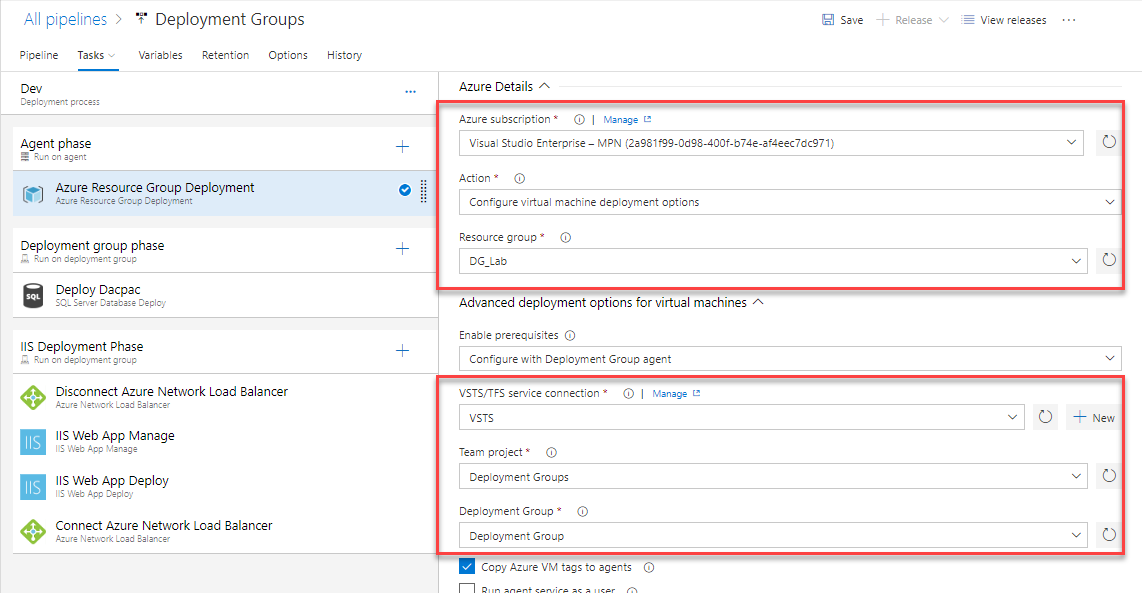 All pipelines > Deployment Groups
Save Release View releases ...
Pipeline Tasks Variables Retention Options History
Dev
Deployment process
...
Agent phase
Run on agent
Azure Resource Group Deployment
Azure Resource Group Deployment
Deployment group phase
Run on deployment group
SQL
Deploy Dacpac
SQL Server Database Deploy
IIS Deployment Phase
Run on deployment group
Disconnect Azure Network Load Balancer
Azure Network Load Balancer
IIS
IIS Web App Manage
IIS Web App Manage
IIS
IIS Web App Deploy
IIS Web App Deploy
Connect Azure Network Load Balancer
Azure Network Load Balancer
Azure Details
Azure subscription * | Manage
Visual Studio Enterprise – MPN (2a981f99-0d98-400f-b74e-af4eec7dc971)
Action *
Configure virtual machine deployment options
Resource group *
DG_Lab
Advanced deployment options for virtual machines
Enable prerequisites
Configure with Deployment Group agent
VSTS/TFS service connection * | Manage
VSTS
New
Team project *
Deployment Groups
Deployment Group *
Deployment Group
Copy Azure VM tags to agents
Run agent service as a user